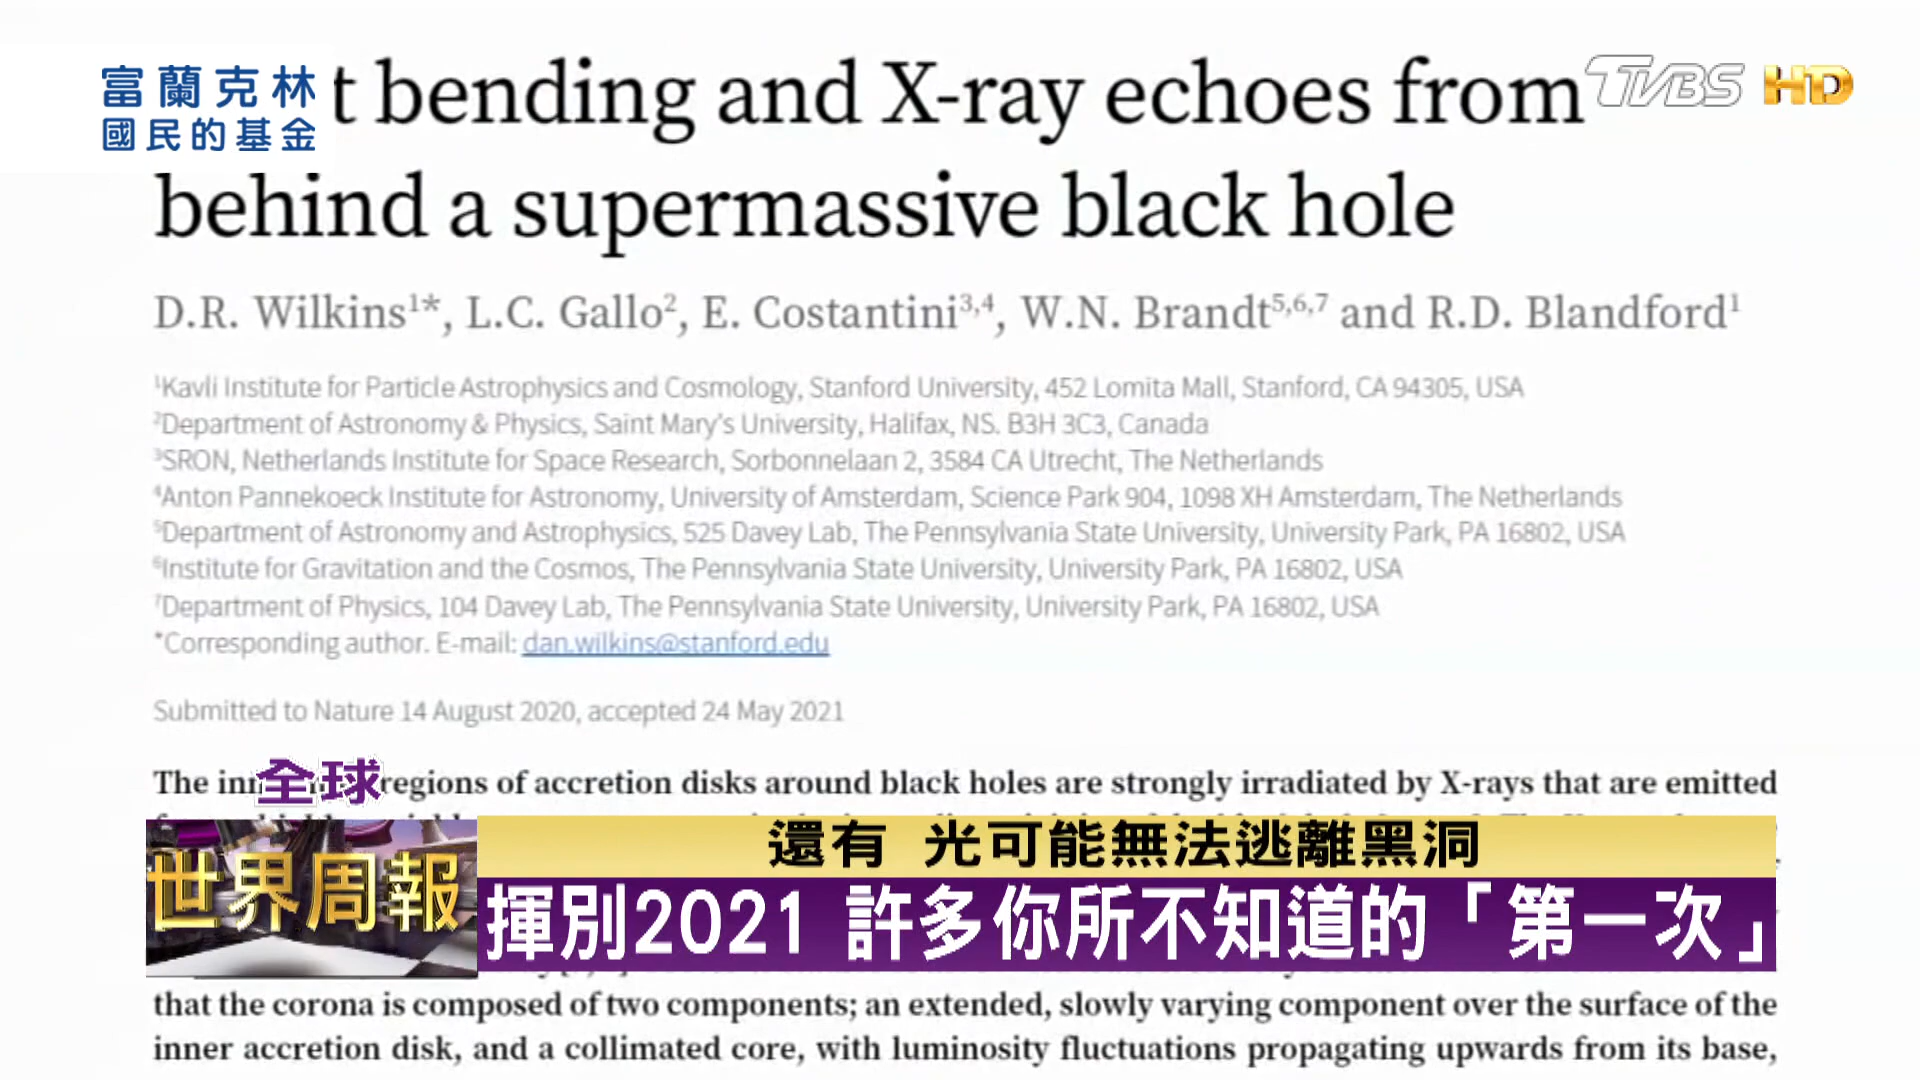 富蘭克林
國民的基金
TVBS HD
t bending and X-ray echoes from
behind a supermassive black hole
D.R. Wilkins¹*, L.C. Gallo², E. Costantini³,⁴, W.N. Brandt⁵,⁶,⁷ and R.D. Blandford¹
¹Kavli Institute for Particle Astrophysics and Cosmology, Stanford University, 452 Lomita Mall, Stanford, CA 94305, USA
²Department of Astronomy & Physics, Saint Mary's University, Halifax, NS. B3H 3C3, Canada
³SRON, Netherlands Institute for Space Research, Sorbonnelaan 2, 3584 CA Utrecht, The Netherlands
⁴Anton Pannekoeck Institute for Astronomy, University of Amsterdam, Science Park 904, 1098 XH Amsterdam, The Netherlands
⁵Department of Astronomy and Astrophysics, 525 Davey Lab, The Pennsylvania State University, University Park, PA 16802, USA
⁶Institute for Gravitation and the Cosmos, The Pennsylvania State University, University Park, PA 16802, USA
⁷Department of Physics, 104 Davey Lab, The Pennsylvania State University, University Park, PA 16802, USA
*Corresponding author. E-mail: dan.wilkins@stanford.edu
Submitted to Nature 14 August 2020, accepted 24 May 2021
The regions of accretion disks around black holes are strongly irradiated by X-rays that are emitted
全球
世界周報
還有 光可能無法逃離黑洞
揮別2021 許多你所不知道的「第一次」
that the corona is composed of two components; an extended, slowly varying component over the surface of the
inner accretion disk, and a collimated core, with luminosity fluctuations propagating upwards from its base,